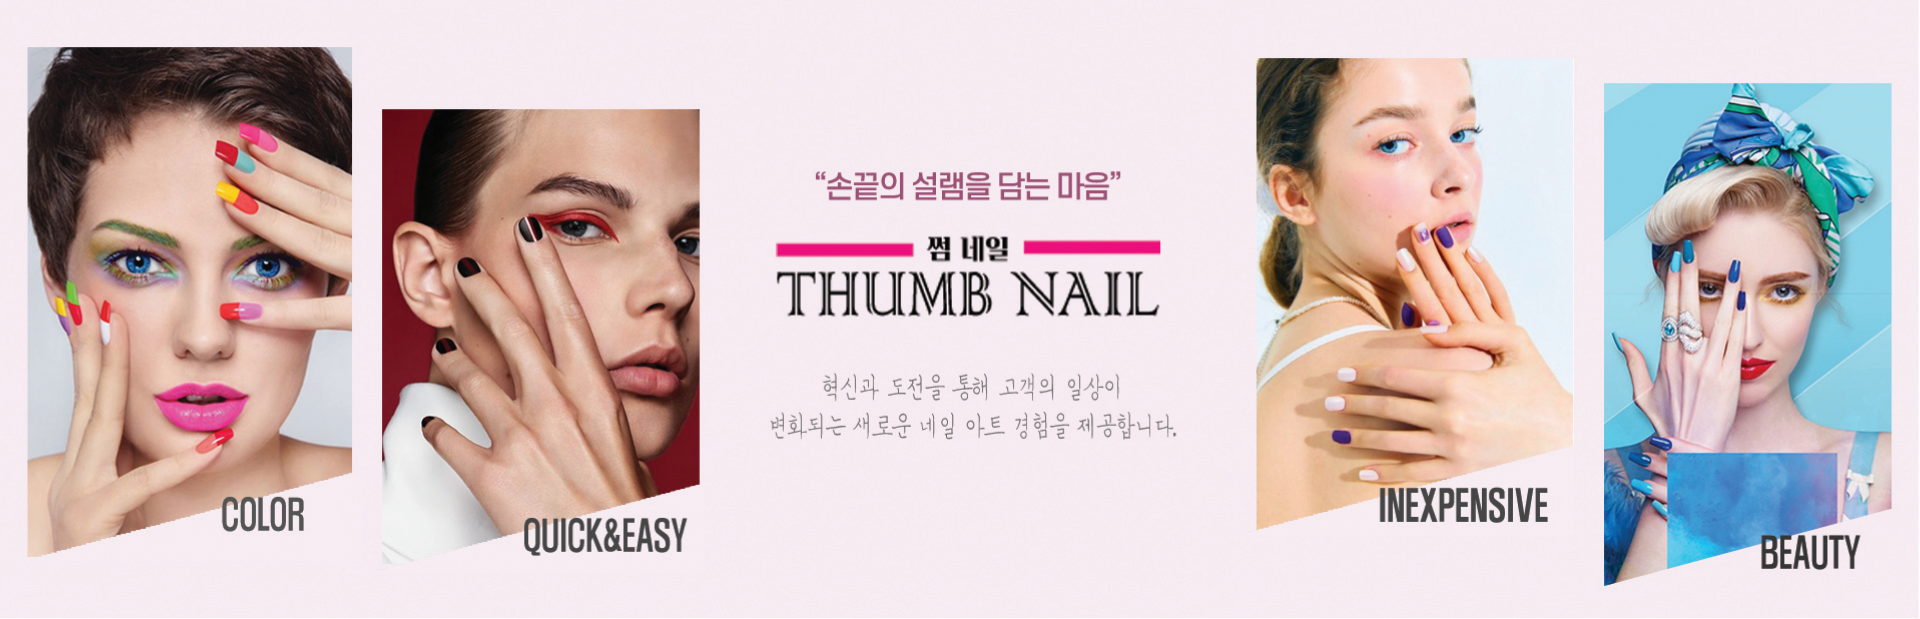 COLOR
QUICK&EASY
“손끝의 설램을 담는 마음”
쩜 네일
THUMB NAIL
혁신과 도전을 통해 고객의 일상이
변화되는 새로운 네일 아트 경험을 제공합니다.
INEXPENSIVE
BEAUTY